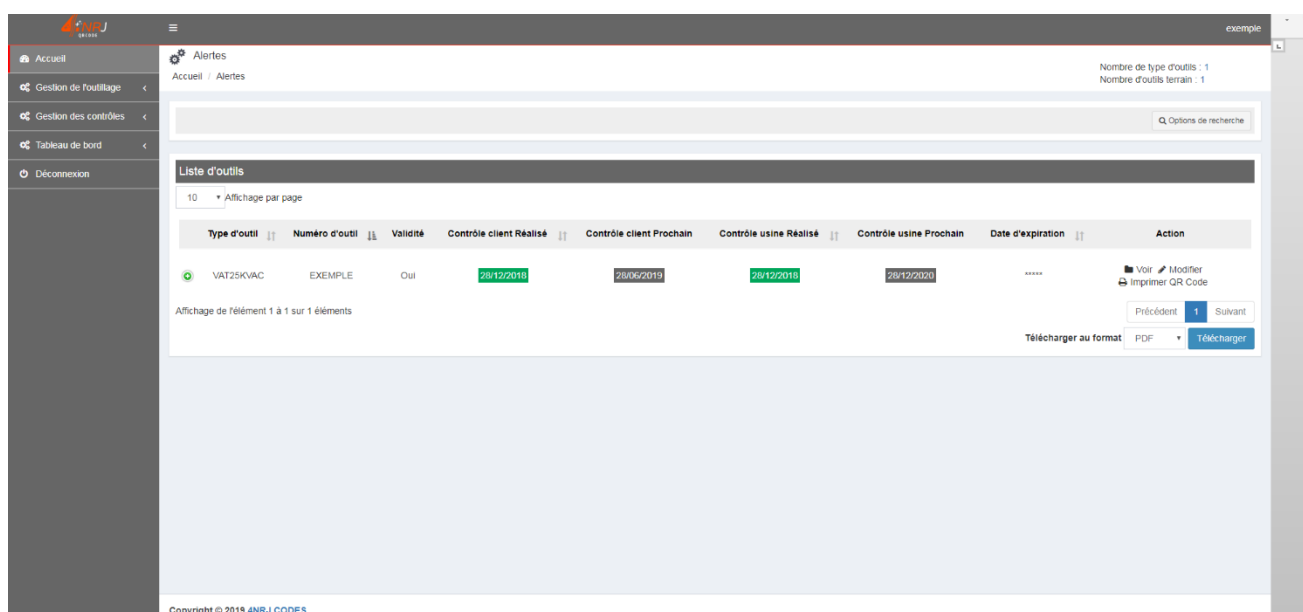 4NRJ
QR CODE
exemple
Accueil
Gestion de l'outillage
Gestion des contrôles
Tableau de bord
Déconnexion
Alertes
Accueil / Alertes
Nombre de type d'outils : 1
Nombre d'outils terrain : 1
Options de recherche
Liste d'outils
10 Affichage par page
Type d'outil Numéro d'outil Validité Contrôle client Réalisé Contrôle client Prochain Contrôle usine Réalisé Contrôle usine Prochain Date d'expiration Action
VAT25KVAC EXEMPLE Oui 28/12/2018 28/06/2019 28/12/2018 28/12/2020 ***** Voir Modifier
Imprimer QR Code
Affichage de l'élément 1 à 1 sur 1 éléments
Précédent 1 Suivant
Télécharger au format PDF Télécharger
Copyright © 2019 4NRJ CODES